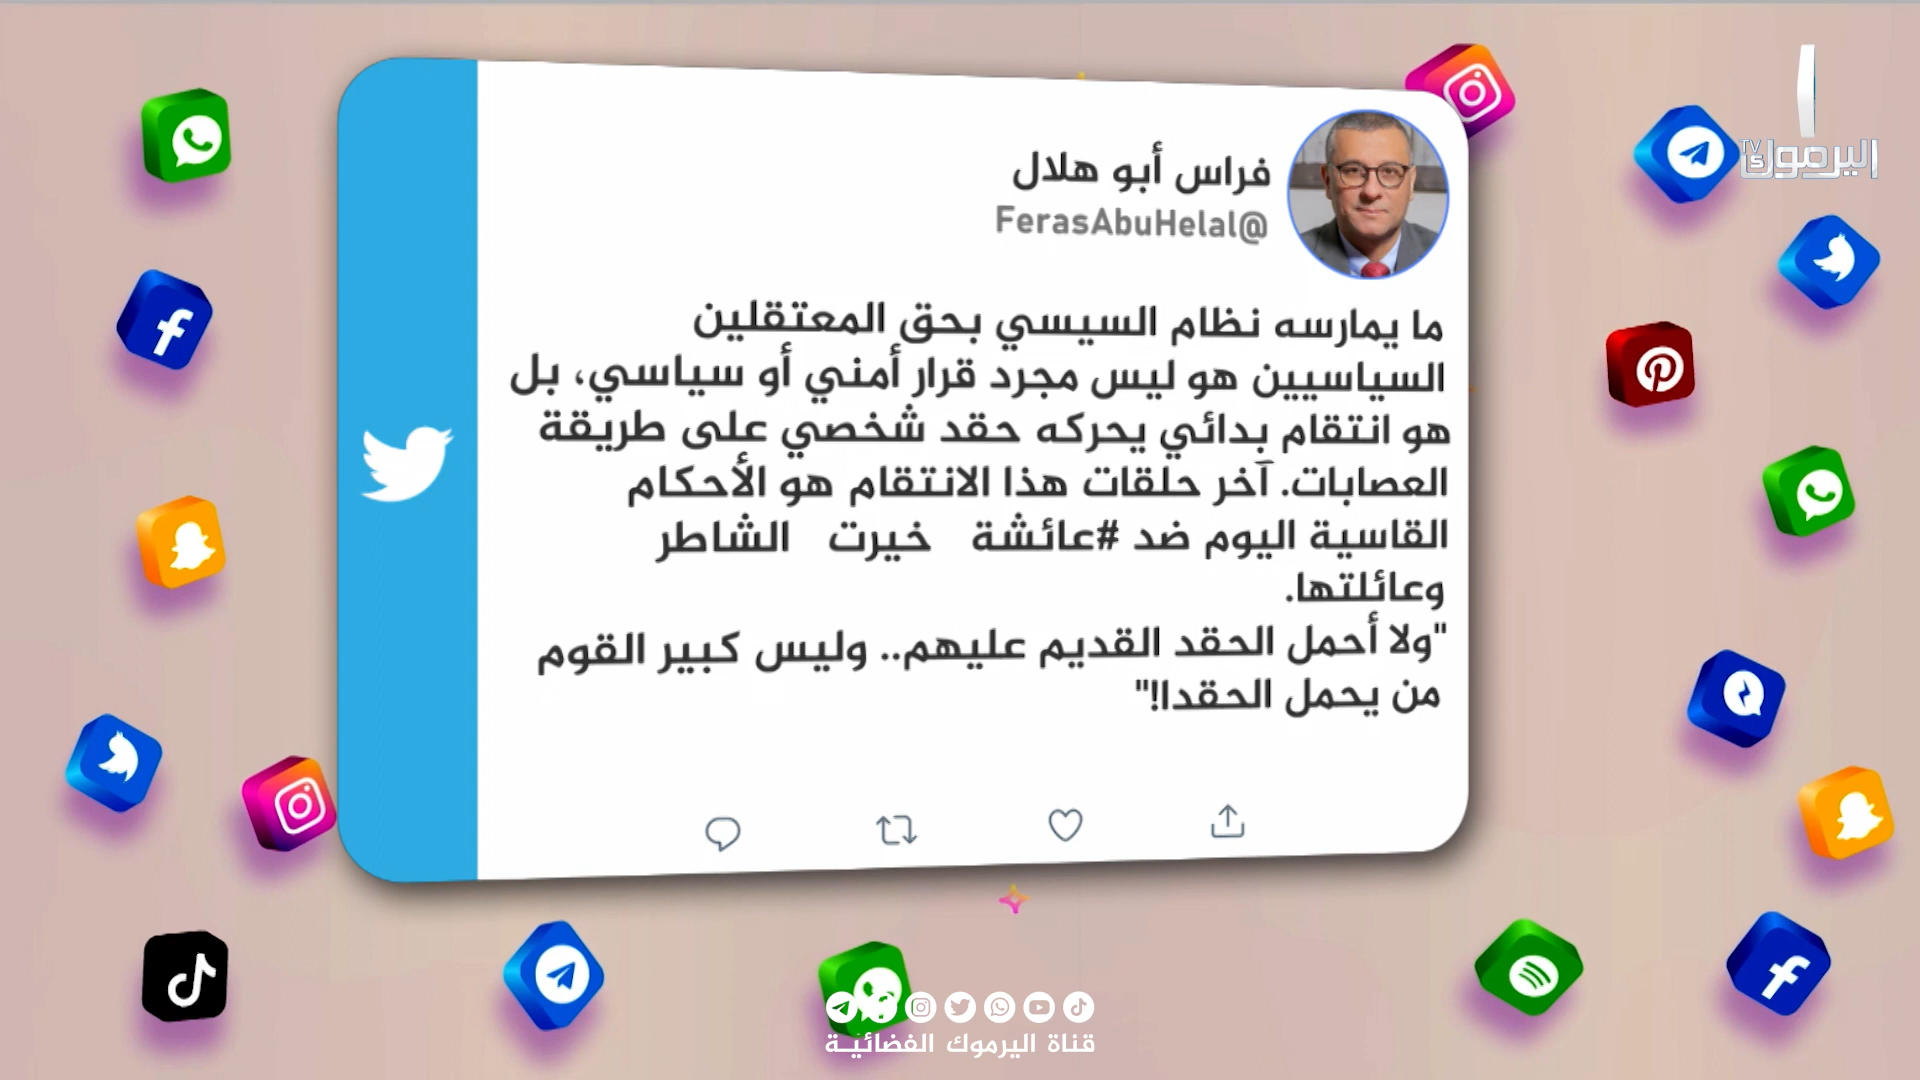 اليرموك
TV
فراس أبو هلال
@FerasAbuHelal
ما يمارسه نظام السيسي بحق المعتقلين
السياسيين هو ليس مجرد قرار أمني أو سياسي، بل
هو انتقام بدائي يحركه حقد شخصي على طريقة
العصابات. آخر حلقات هذا الانتقام هو الأحكام
القاسية اليوم ضد #عائشة خيرت الشاطر
وعائلتها.
"ولا أحمل الحقد القديم عليهم.. وليس كبير القوم
من يحمل الحقدا!"
قناة اليرموك الفضائيـة